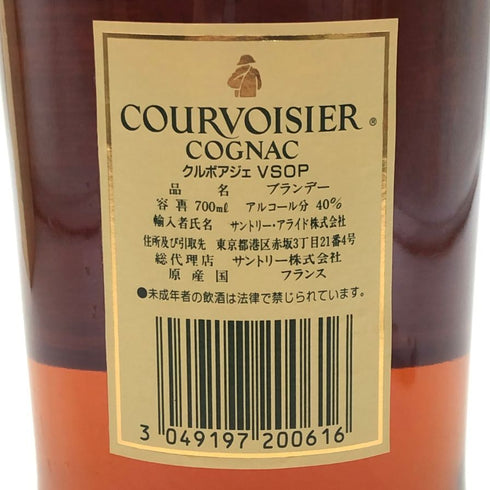 COURVOISIER ®
COGNAC
クルボアジェ VSOP
品名 ブランデー
容再 700ml アルコール分 40%
輸入者氏名 サントリー・アライド株式会社
住所及び引取先 東京都港区赤坂3丁目21番4号
総代理店 サントリー株式会社
原産国 フランス
●未成年者の飲酒は法律で禁じられています。
3 049197 200616